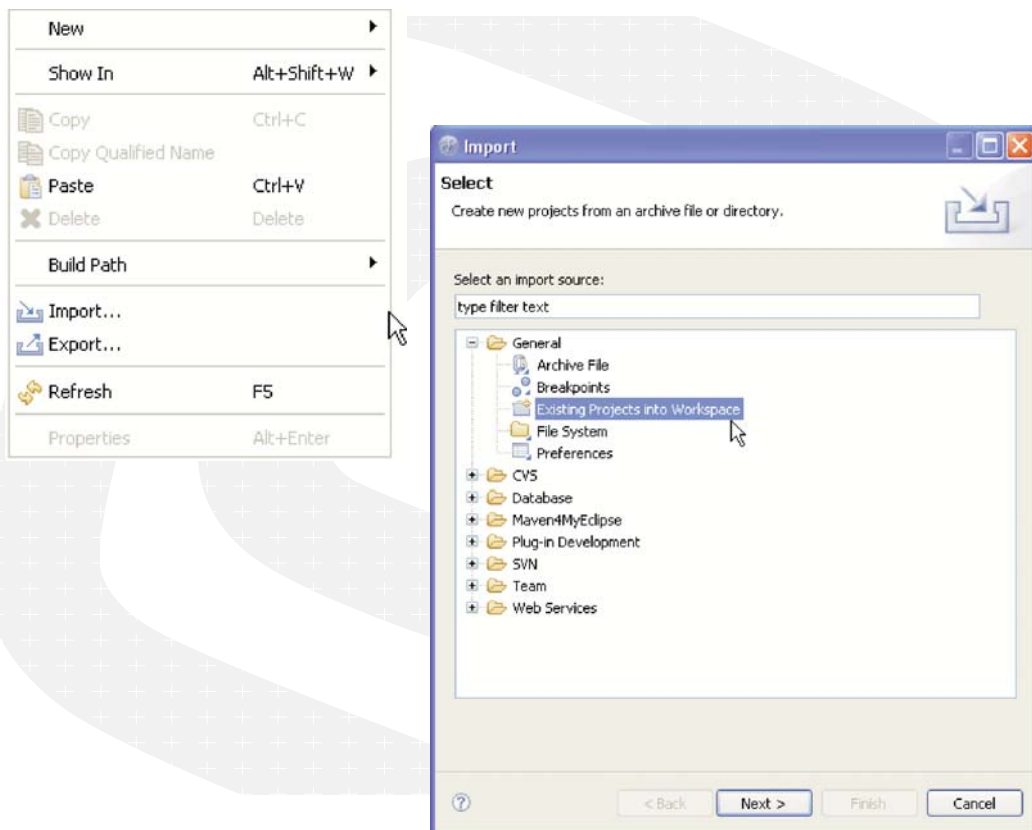 New
Show In Alt+Shift+W
Copy Ctrl+C
Copy Qualified Name
Paste Ctrl+V
Delete Delete
Build Path
Import...
Export...
Refresh F5
Properties Alt+Enter
Import
Select
Create new projects from an archive file or directory.
Select an import source:
type filter text
General
Archive File
Breakpoints
Existing Projects into Workspace
File System
Preferences
CVS
Database
Maven4MyEclipse
Plug-in Development
SVN
Team
Web Services
< Back Next > Finish Cancel